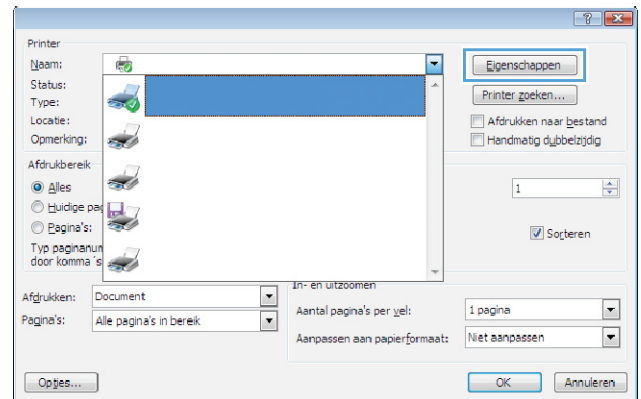 Printer
Naam:
Eigenschappen
Status:
Type:
Printer zoeken...
Locatie:
Afdrukken naar bestand
Opmerking:
Handmatig dubbelzijdig
Afdrukbereik
Alles
1
Huidige pag
Pagina's:
Sorteren
Typ paginanum
door komma´s
In- en uitzoomen
Afdrukken: Document
Aantal pagina's per vel: 1 pagina
Pagina's: Alle pagina's in bereik
Aanpassen aan papierformaat: Niet aanpassen
Opties...
OK
Annuleren